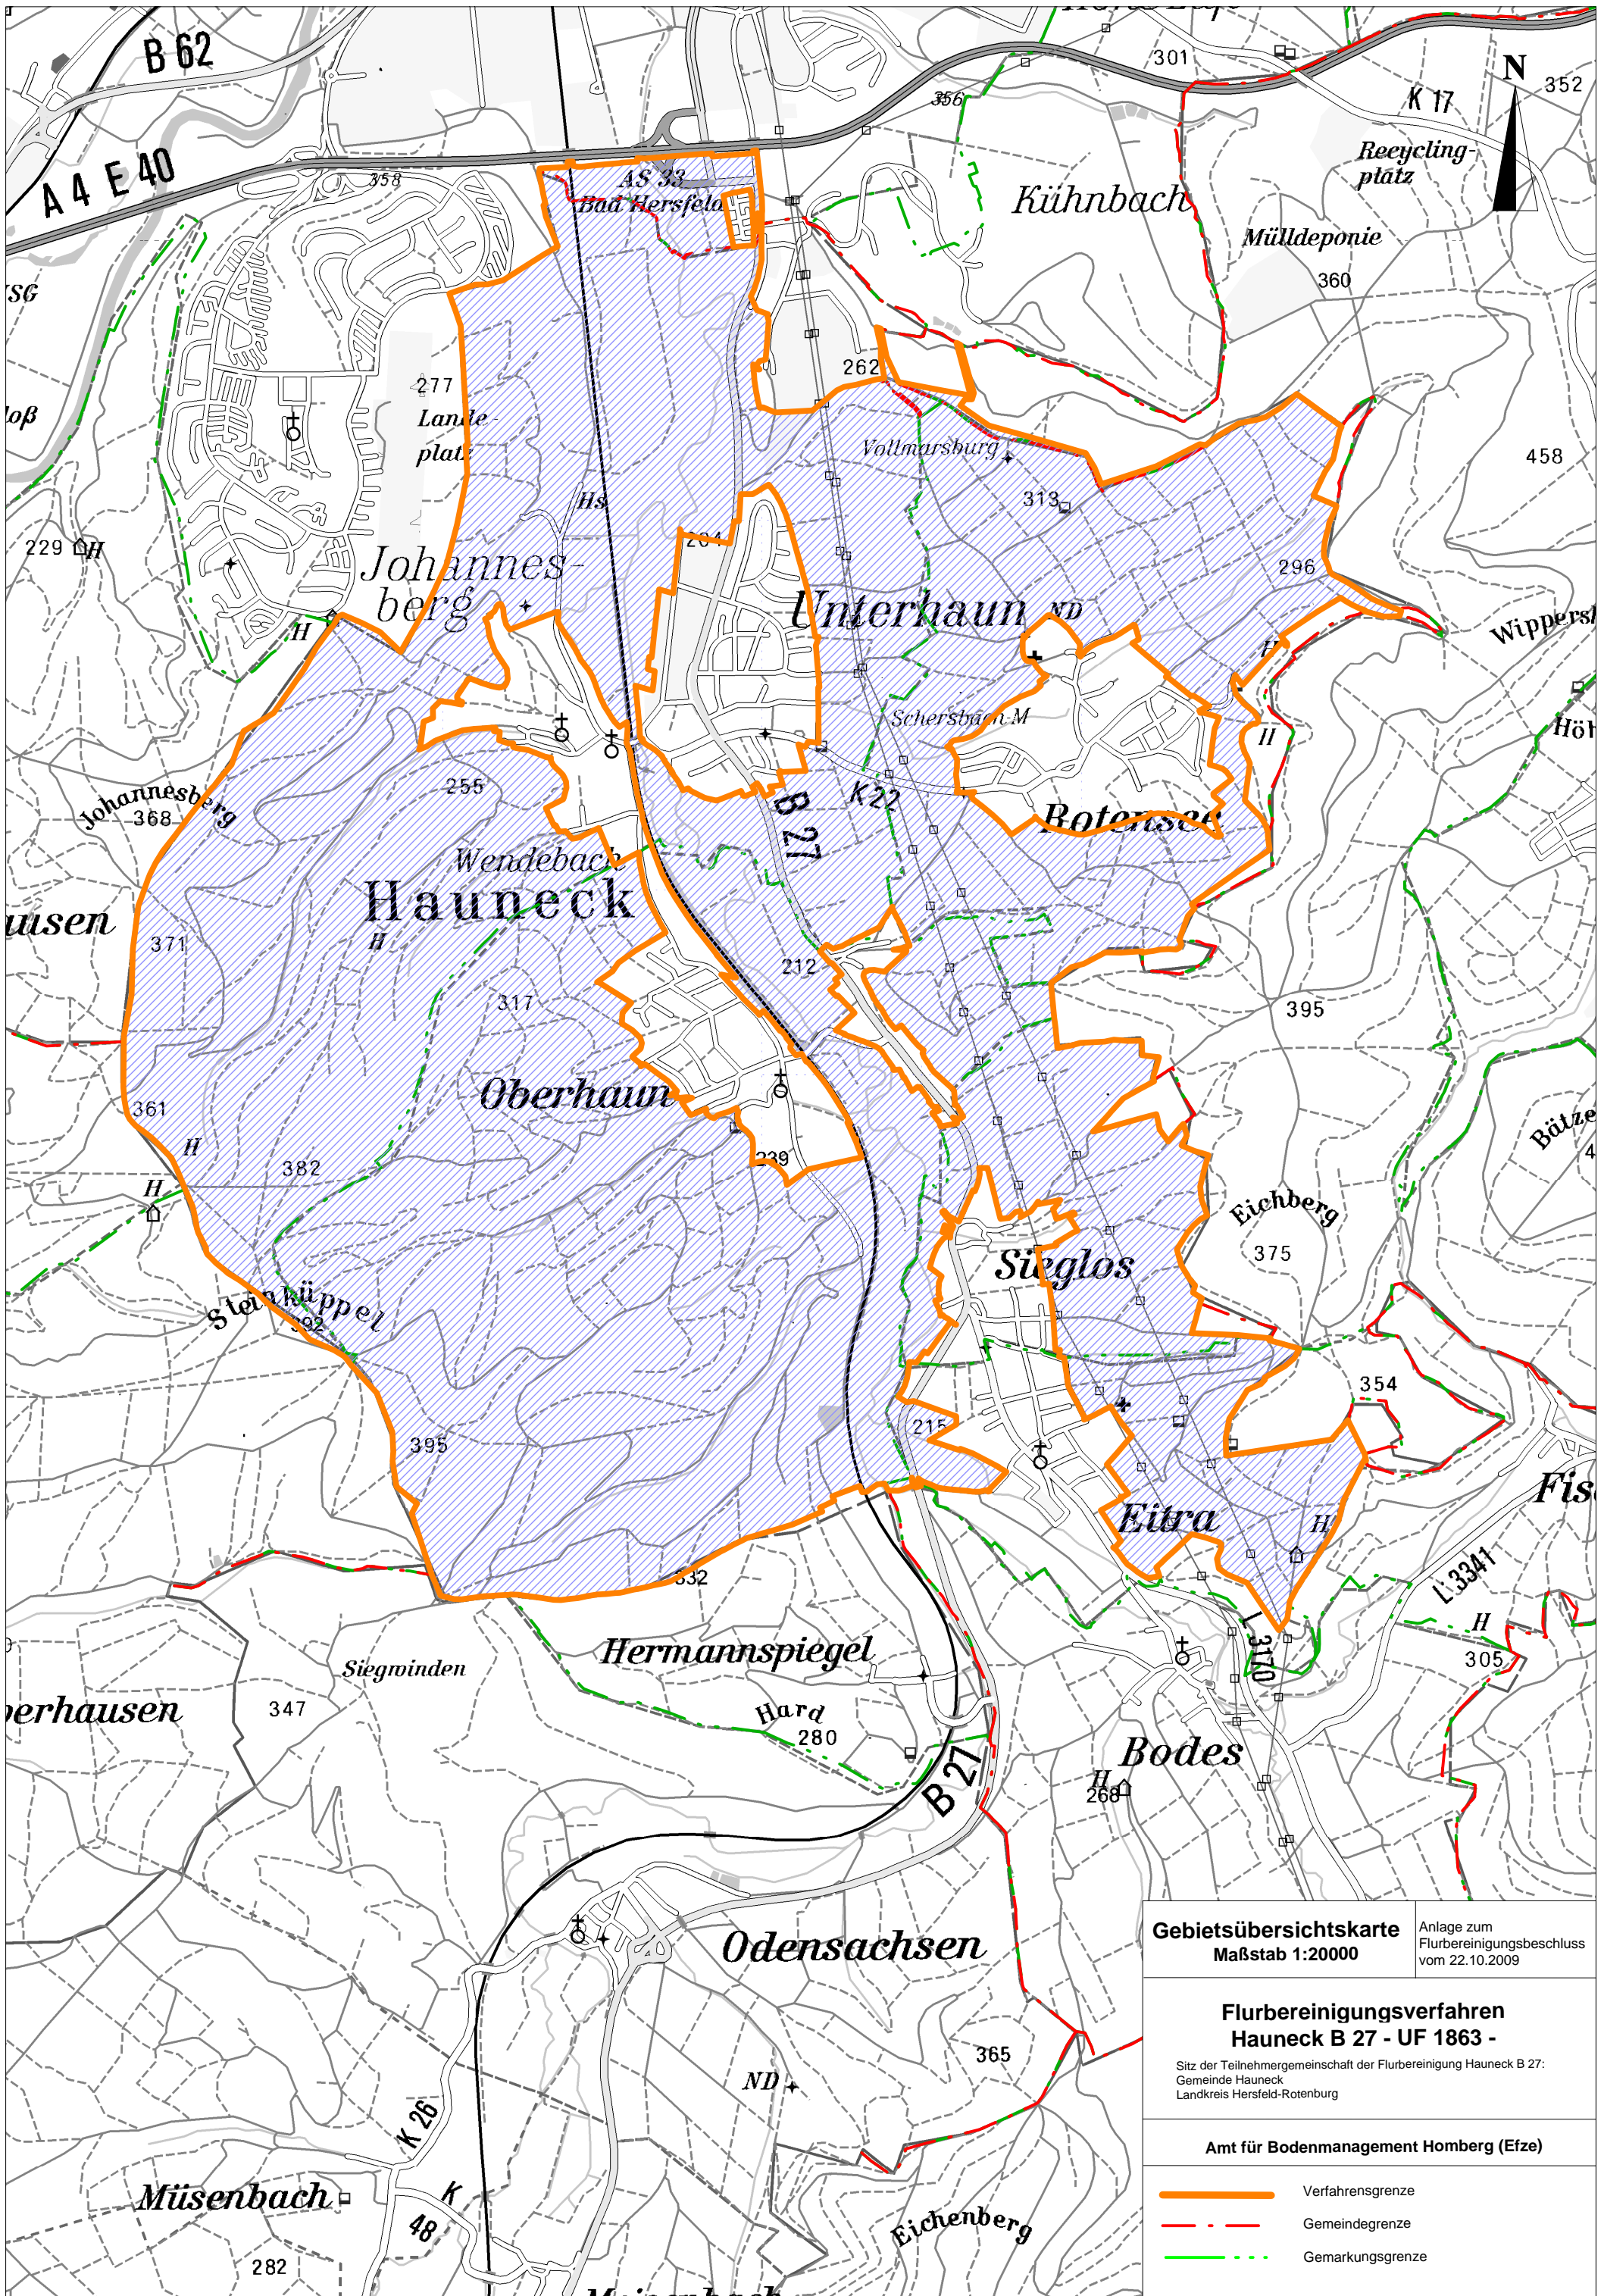 B 62
A 4 E 40
358
AS 33
Bad Hersfeld
356
301
K 17
N
352
Recycling-
platz
Kühnbach
Mülldeponie
360
277
Lande-
platz
262
Vollmarsburg
313
458
229
H
Hs
Johannes-
berg
204
Unterhaun
ND
296
H
H
Schersbach-M
H
Johannesberg
368
255
K 22
B 27
Rotensee
Wendebach
Hauneck
H
371
317
212
395
Oberhaun
361
H
382
H
239
Eichberg
375
Sieglos
Steinküppel
392
354
395
215
Eitra
H
332
L 3341
H
305
L 3170
Hermannspiegel
Siegwinden
347
Hard
280
B 27
Bodes
H
268
Odensachsen
365
ND
K 26
Müsenbach
K
48
282
Eichenberg
Gebietsübersichtskarte
Maßstab 1:20000
Anlage zum
Flurbereinigungsbeschluss
vom 22.10.2009
Flurbereinigungsverfahren
Hauneck B 27 - UF 1863 -
Sitz der Teilnehmergemeinschaft der Flurbereinigung Hauneck B 27:
Gemeinde Hauneck
Landkreis Hersfeld-Rotenburg
Amt für Bodenmanagement Homberg (Efze)
Verfahrensgrenze
Gemeindegrenze
Gemarkungsgrenze